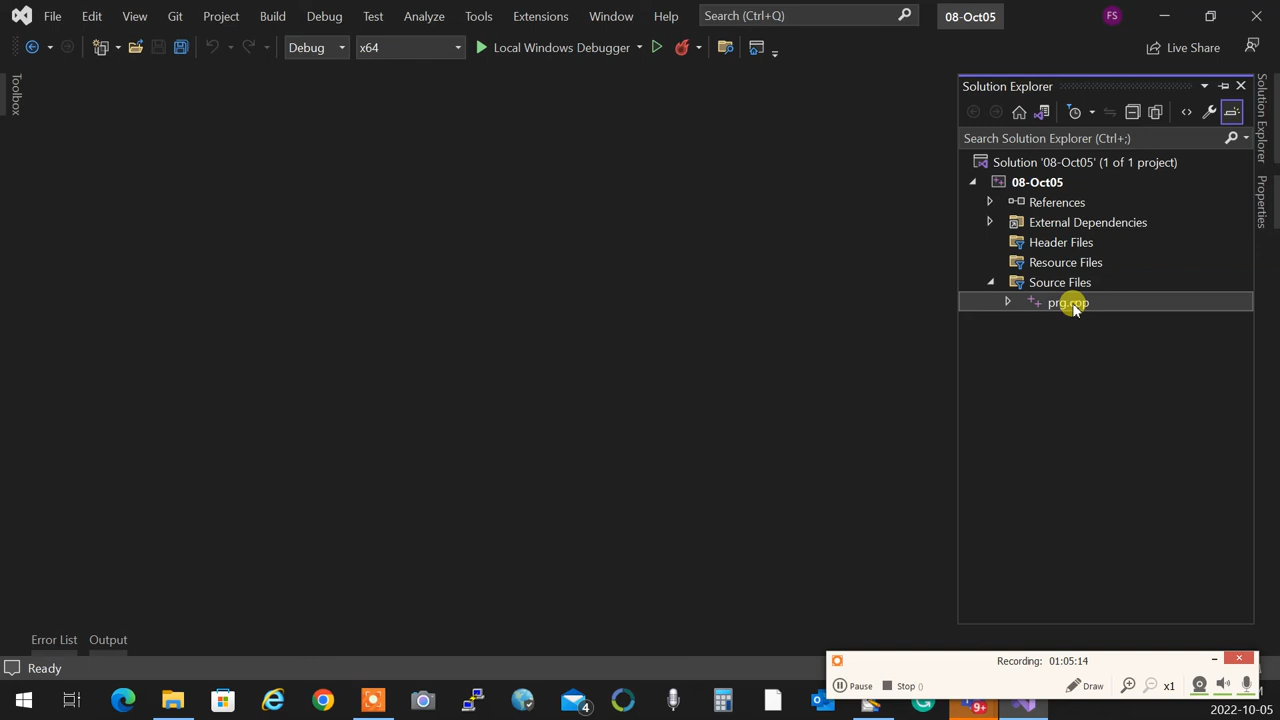 File Edit View Git Project Build Debug Test Analyze Tools Extensions Window Help Search (Ctrl+Q) 08-Oct05 FS
Debug x64 Local Windows Debugger Live Share
Toolbox
Solution Explorer
Search Solution Explorer (Ctrl+;)
Solution '08-Oct05' (1 of 1 project)
08-Oct05
References
External Dependencies
Header Files
Resource Files
Source Files
prg.cpp
Solution Explorer
Properties
Error List Output
Ready
Recording: 01:05:14
Pause Stop () Draw x1
4
9+
2022-10-05